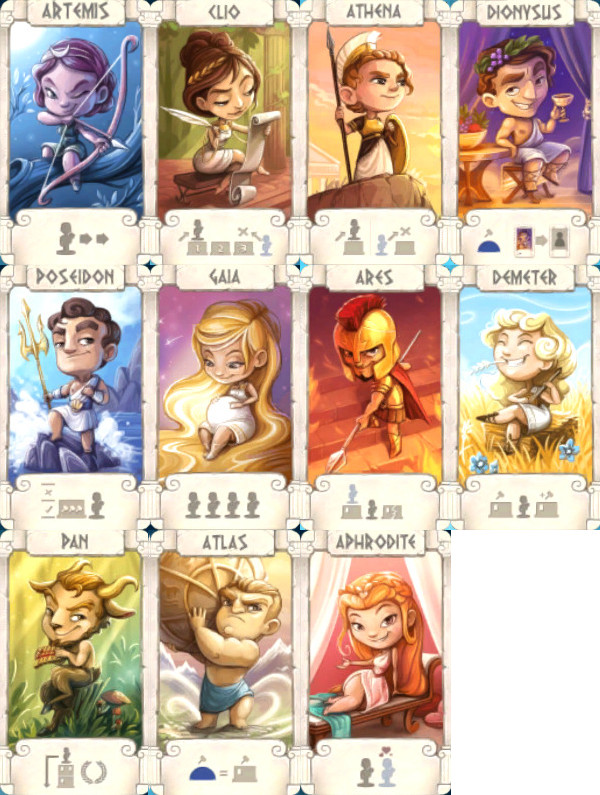 ARTEMIS
CLIO
ATHENA
DIONYSUS
1 2 3
POSEIDON
GAIA
ARES
DEMETER
PAN
ATLAS
APHRODITE